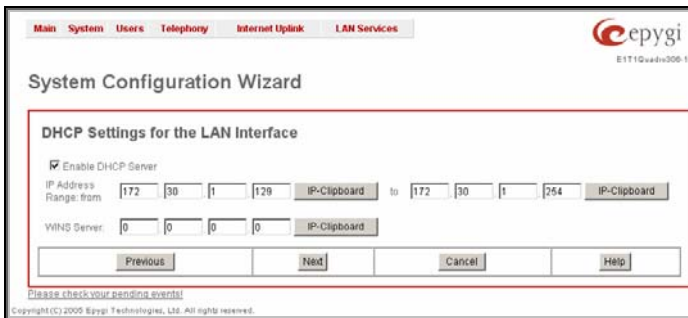 Main System Users Telephony Internet Uplink LAN Services
epygi
System Configuration Wizard
DHCP Settings for the LAN Interface
Enable DHCP Server
IP Address Range: from 172 30 1 129 IP-Clipboard to 172 30 1 254 IP-Clipboard
WINS Server: 0 0 0 0 IP-Clipboard
Previous Next Cancel Help
Please check your pending events!
Copyright (C) 2005 Epygi Technologies, Ltd. All rights reserved.